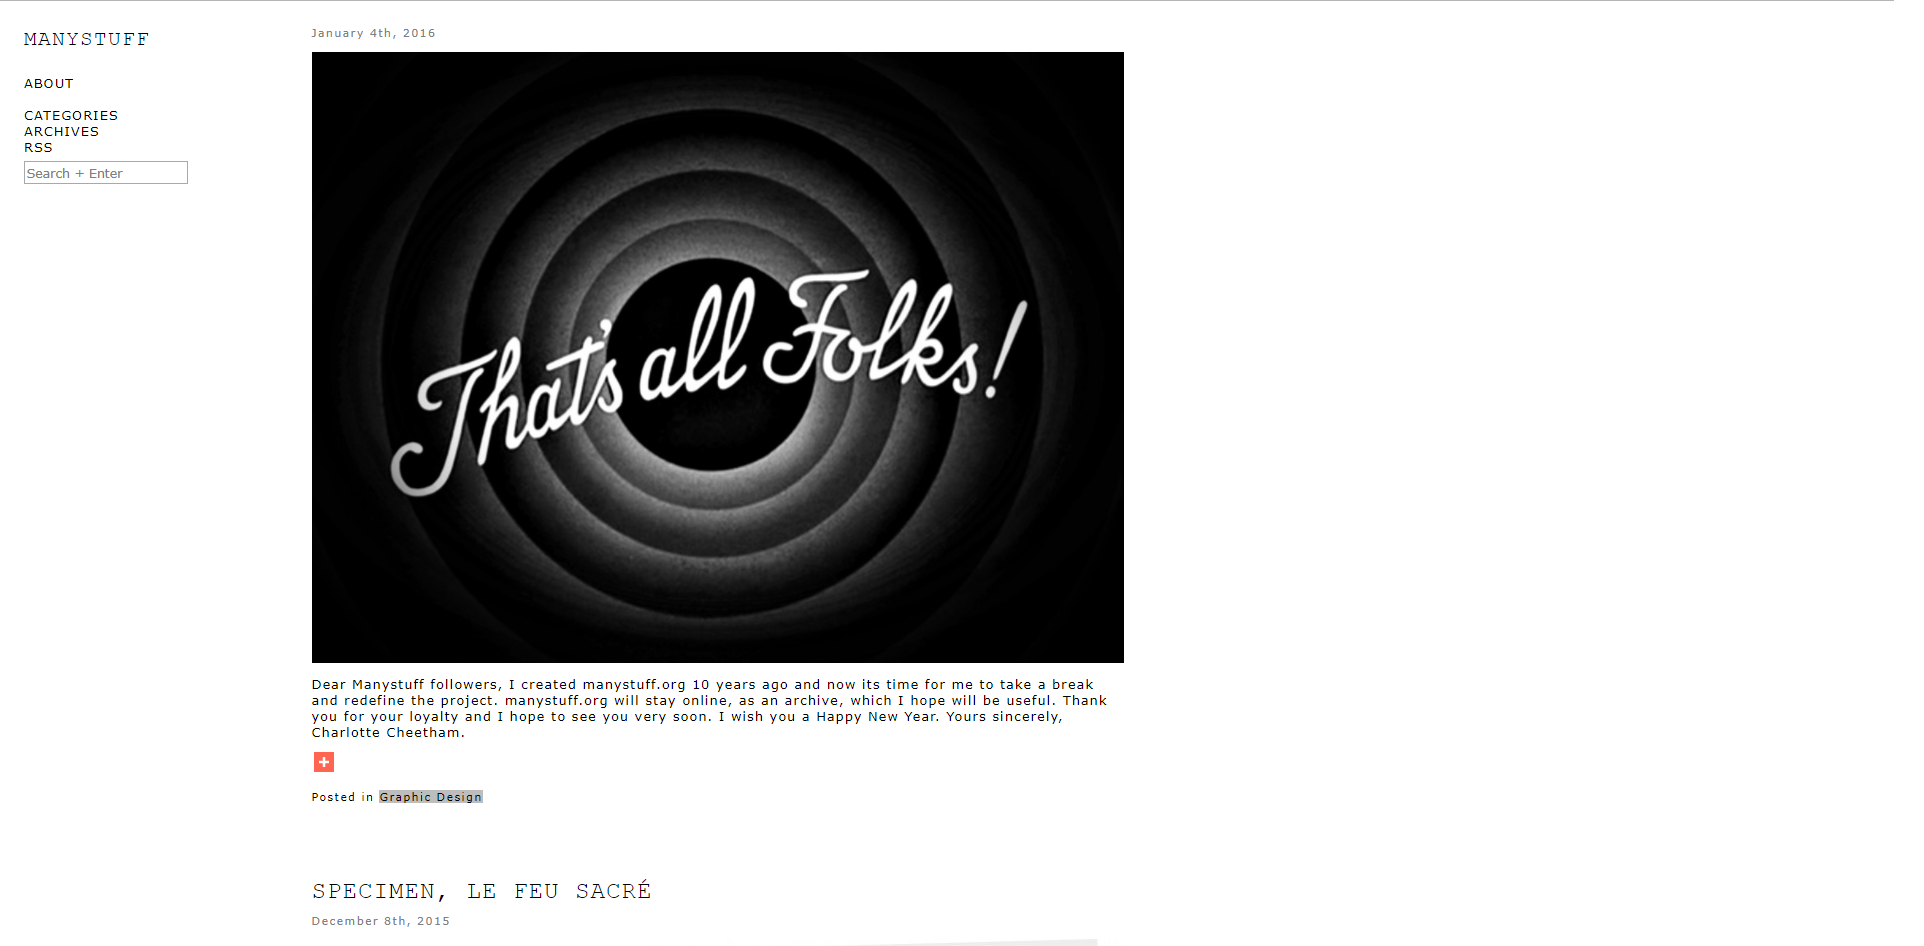 MANYSTUFF
ABOUT
CATEGORIES
ARCHIVES
RSS
Search + Enter
January 4th, 2016
That's all Folks!
Dear Manystuff followers, I created manystuff.org 10 years ago and now its time for me to take a break
and redefine the project. manystuff.org will stay online, as an archive, which I hope will be useful. Thank
you for your loyalty and I hope to see you very soon. I wish you a Happy New Year. Yours sincerely,
Charlotte Cheetham.
Posted in Graphic Design
SPECIMEN, LE FEU SACRÉ
December 8th, 2015